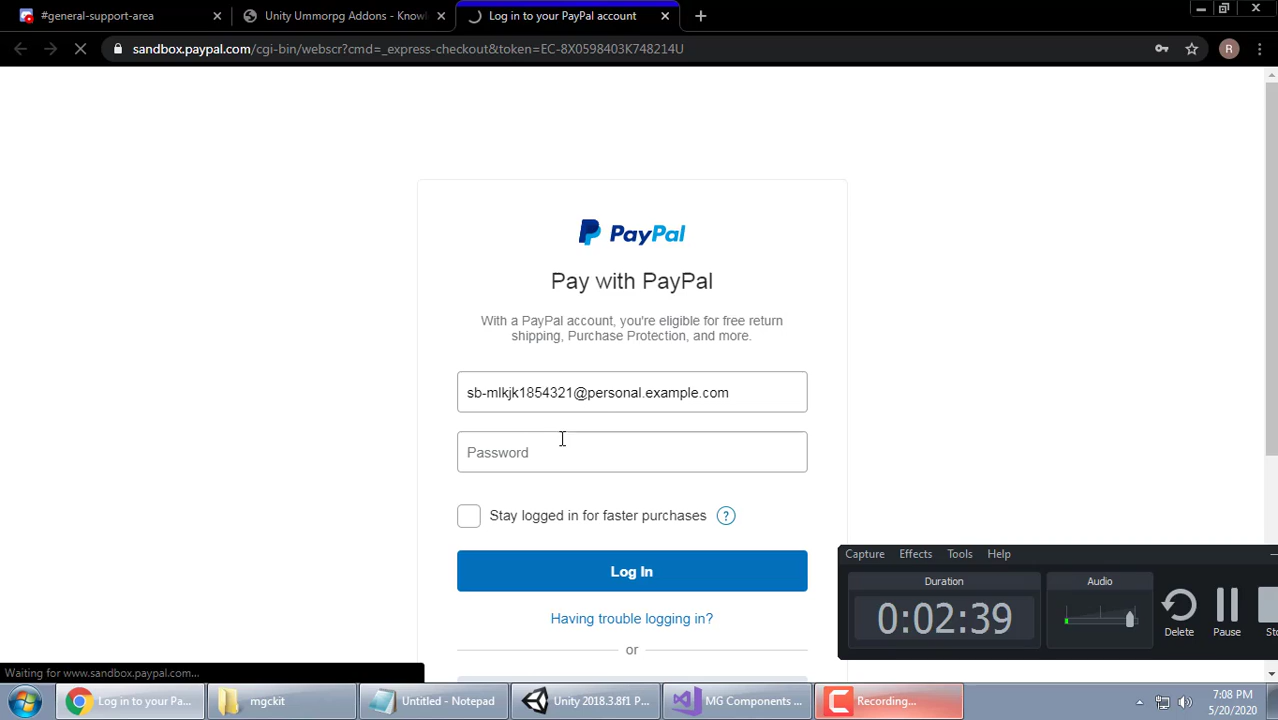 #general-support-area
Unity Ummorpg Addons - Knowl
Log in to your PayPal account
sandbox.paypal.com/cgi-bin/webscr?cmd=_express-checkout&token=EC-8X0598403K748214U
R
PayPal
Pay with PayPal
With a PayPal account, you're eligible for free return
shipping, Purchase Protection, and more.
sb-mlkjk1854321@personal.example.com
Password
Stay logged in for faster purchases ?
Log In
Having trouble logging in?
or
Capture Effects Tools Help
Duration
Audio
0:02:39
Delete
Pause
Sto
Waiting for www.sandbox.paypal.com...
Log in to your Pa...
mgckit
Untitled - Notepad
Unity 2018.3.8f1 P...
MG Components ...
Recording...
7:08 PM
5/20/2020